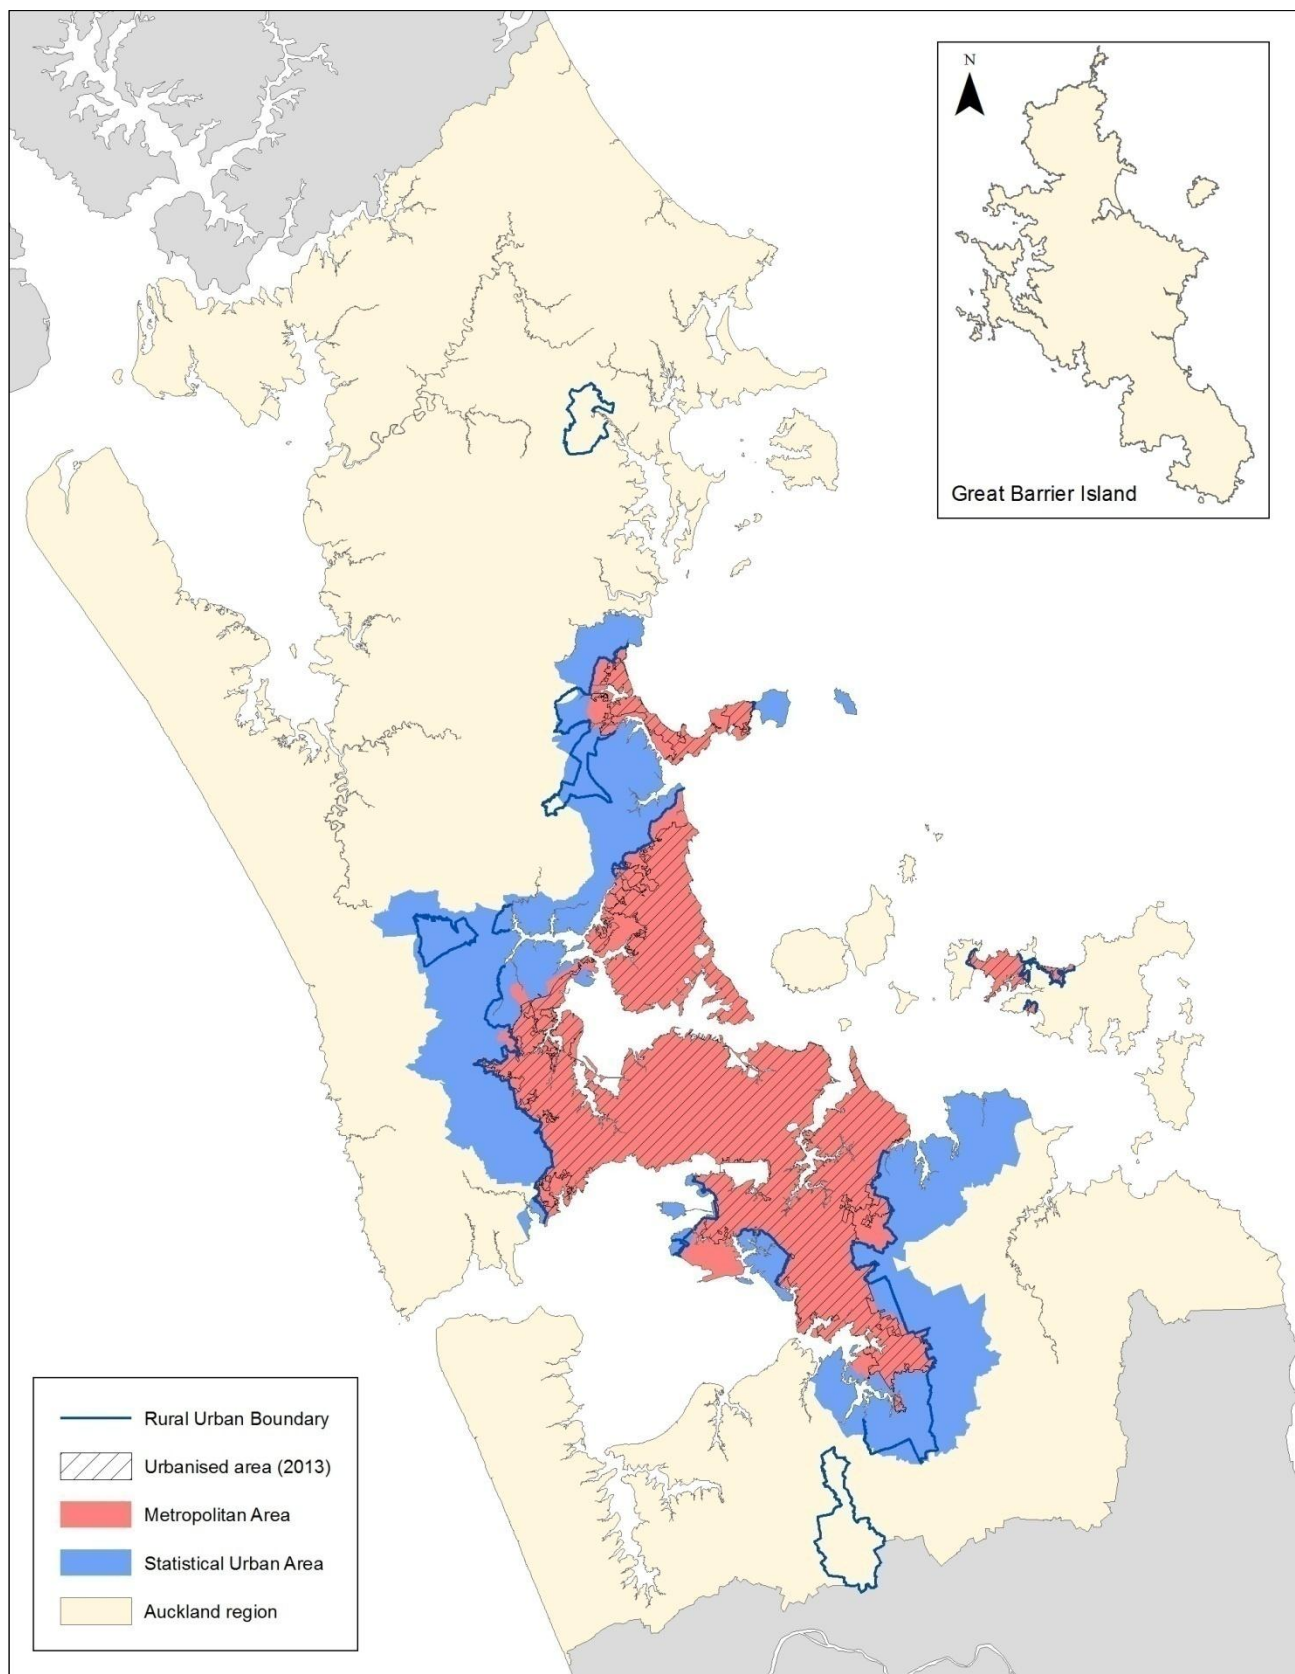 N
Great Barrier Island
Rural Urban Boundary
Urbanised area (2013)
Metropolitan Area
Statistical Urban Area
Auckland region